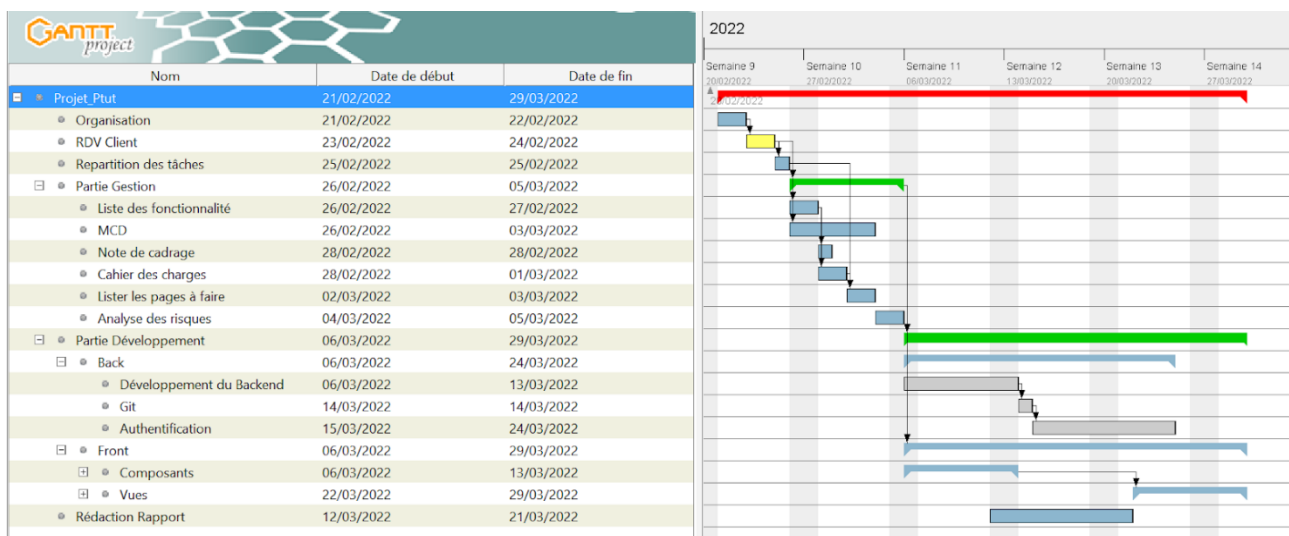 GANTT
project
2022
Semaine 9 Semaine 10 Semaine 11 Semaine 12 Semaine 13 Semaine 14
20/02/2022 27/02/2022 06/03/2022 13/03/2022 20/03/2022 27/03/2022
Nom Date de début Date de fin
Projet_Ptut 21/02/2022 29/03/2022
Organisation 21/02/2022 22/02/2022
RDV Client 23/02/2022 24/02/2022
Repartition des tâches 25/02/2022 25/02/2022
Partie Gestion 26/02/2022 05/03/2022
Liste des fonctionnalité 26/02/2022 27/02/2022
MCD 26/02/2022 03/03/2022
Note de cadrage 28/02/2022 28/02/2022
Cahier des charges 28/02/2022 01/03/2022
Lister les pages à faire 02/03/2022 03/03/2022
Analyse des risques 04/03/2022 05/03/2022
Partie Développement 06/03/2022 29/03/2022
Back 06/03/2022 24/03/2022
Développement du Backend 06/03/2022 13/03/2022
Git 14/03/2022 14/03/2022
Authentification 15/03/2022 24/03/2022
Front 06/03/2022 29/03/2022
Composants 06/03/2022 13/03/2022
Vues 22/03/2022 29/03/2022
Rédaction Rapport 12/03/2022 21/03/2022